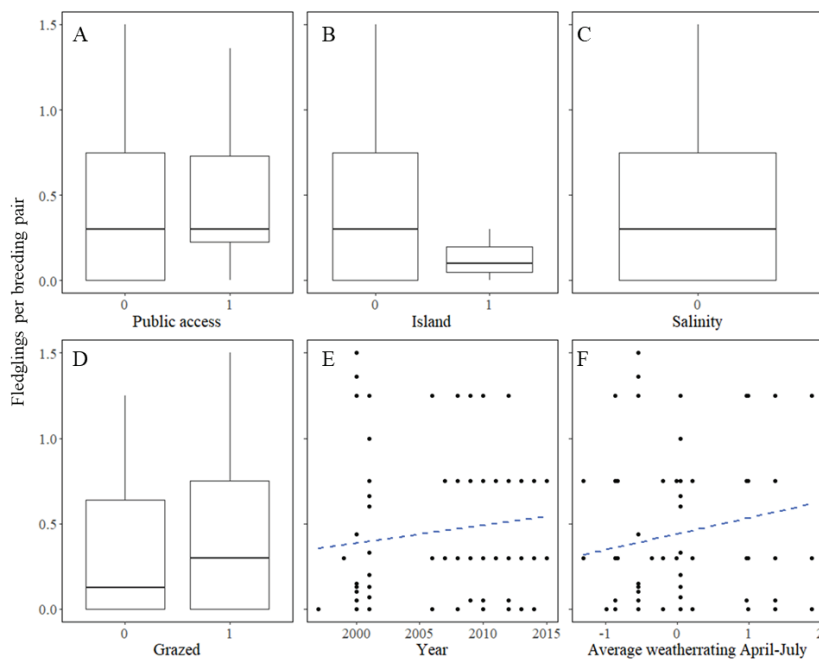 A
B
C
1.5
1.0
0.5
0.0
0 1
0 1
0
Public access
Island
Salinity
Fledglings per breeding pair
D
E
F
1.5
1.0
0.5
0.0
0 1
2000 2005 2010 2015
-1 0 1 2
Grazed
Year
Average weatherrating April-July